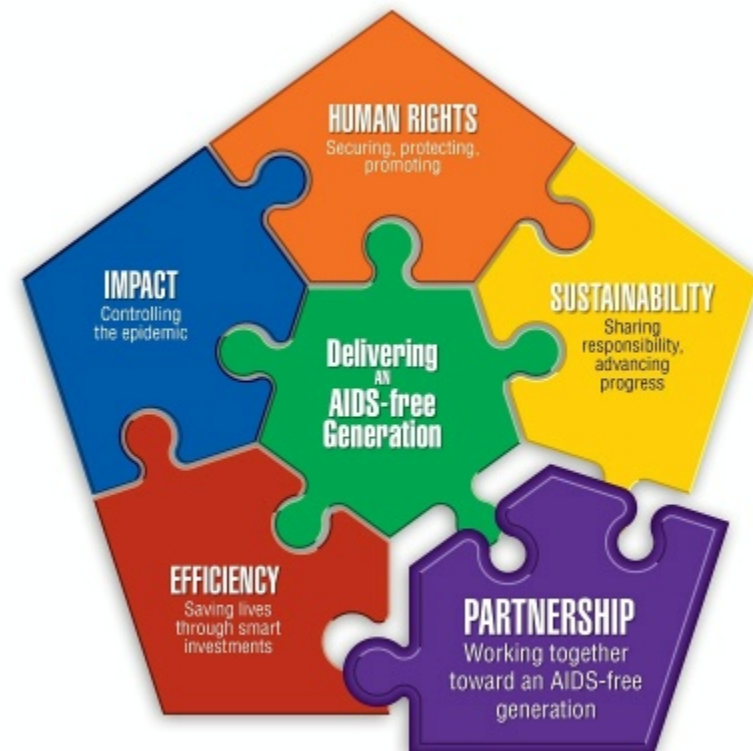 HUMAN RIGHTS
Securing, protecting,
promoting
IMPACT
Controlling
the epidemic
SUSTAINABILITY
Sharing
responsibility,
advancing
progress
Delivering
AN
AIDS-free
Generation
EFFICIENCY
Saving lives
through smart
investments
PARTNERSHIP
Working together
toward an AIDS-free
generation